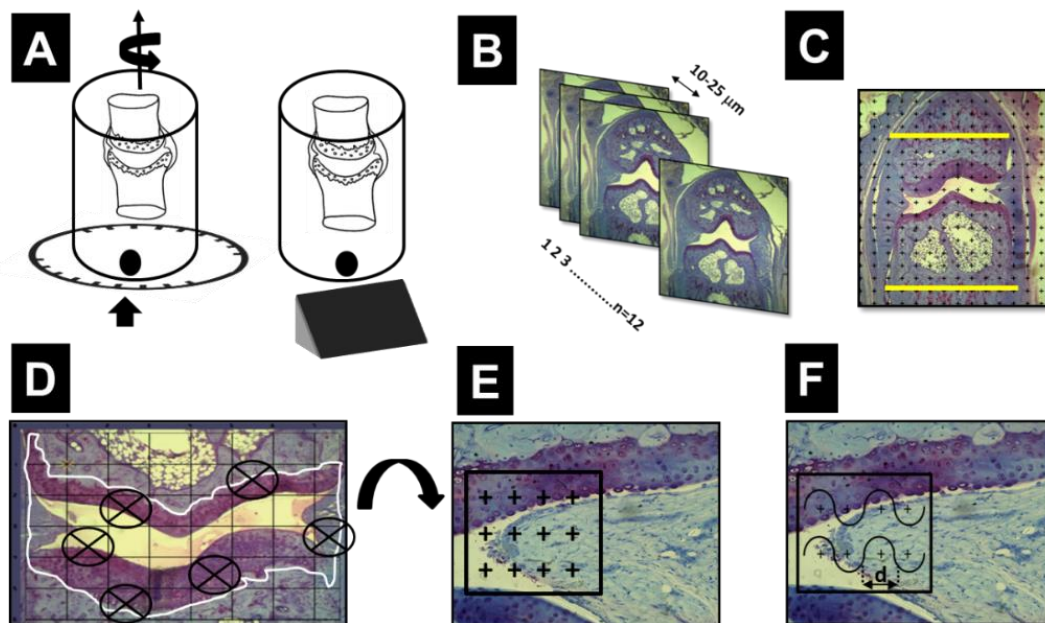 A
B
10-25 µm
1 2 3 ............n=12
C
D
E
F
d